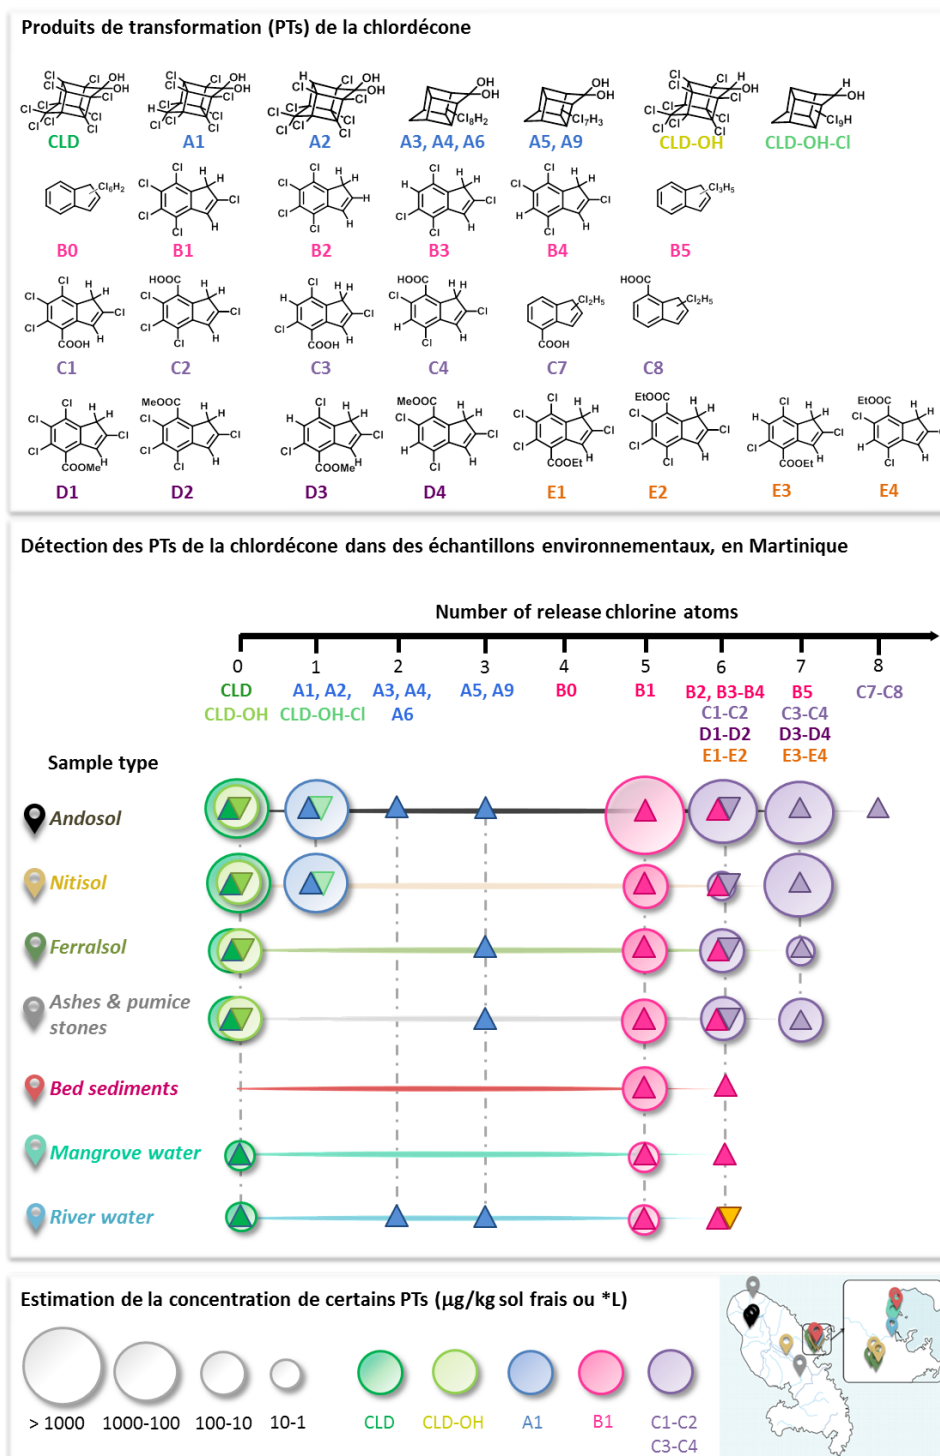 Produits de transformation (PTs) de la chlordécone
CLD A1 A2 A3, A4, A6 A5, A9 CLD-OH CLD-OH-Cl
B0 B1 B2 B3 B4 B5
C1 C2 C3 C4 C7 C8
D1 D2 D3 D4 E1 E2 E3 E4
Détection des PTs de la chlordécone dans des échantillons environnementaux, en Martinique
Number of release chlorine atoms
0 1 2 3 4 5 6 7 8
CLD A1, A2, A3, A4, A5, A9 B0 B1 B2, B3-B4 B5 C7-C8
CLD-OH CLD-OH-Cl A6 C1-C2 C3-C4
D1-D2 D3-D4
E1-E2 E3-E4
Sample type
Andosol
Nitisol
Ferralsol
Ashes & pumice
stones
Bed sediments
Mangrove water
River water
Estimation de la concentration de certains PTs (µg/kg sol frais ou *L)
> 1000 1000-100 100-10 10-1 CLD CLD-OH A1 B1 C1-C2
C3-C4